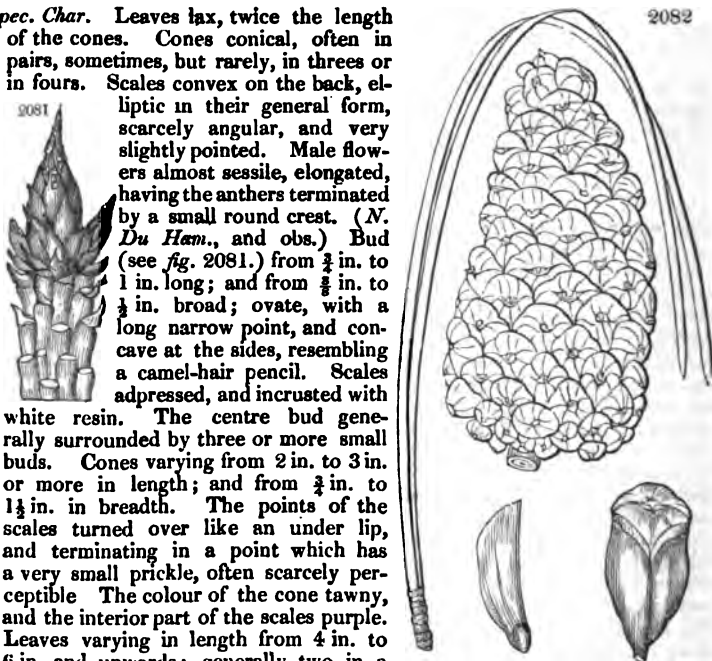 pec. Char. Leaves lax, twice the length
of the cones. Cones conical, often in
pairs, sometimes, but rarely, in threes or
in fours. Scales convex on the back, el-
liptic in their general form,
scarcely angular, and very
slightly pointed. Male flow-
ers almost sessile, elongated,
having the anthers terminated
by a small round crest. (N.
Du Ham., and obs.) Bud
(see fig. 2081.) from ¾ in. to
1 in. long; and from ⅜ in. to
½ in. broad; ovate, with a
long narrow point, and con-
cave at the sides, resembling
a camel-hair pencil. Scales
adpressed, and incrusted with
white resin. The centre bud gene-
rally surrounded by three or more small
buds. Cones varying from 2 in. to 3 in.
or more in length; and from ¾ in. to
1½ in. in breadth. The points of the
scales turned over like an under lip,
and terminating in a point which has
a very small prickle, often scarcely per-
ceptible The colour of the cone tawny,
and the interior part of the scales purple.
Leaves varying in length from 4 in. to
6 in. and upwards; generally two in a
2081
2082